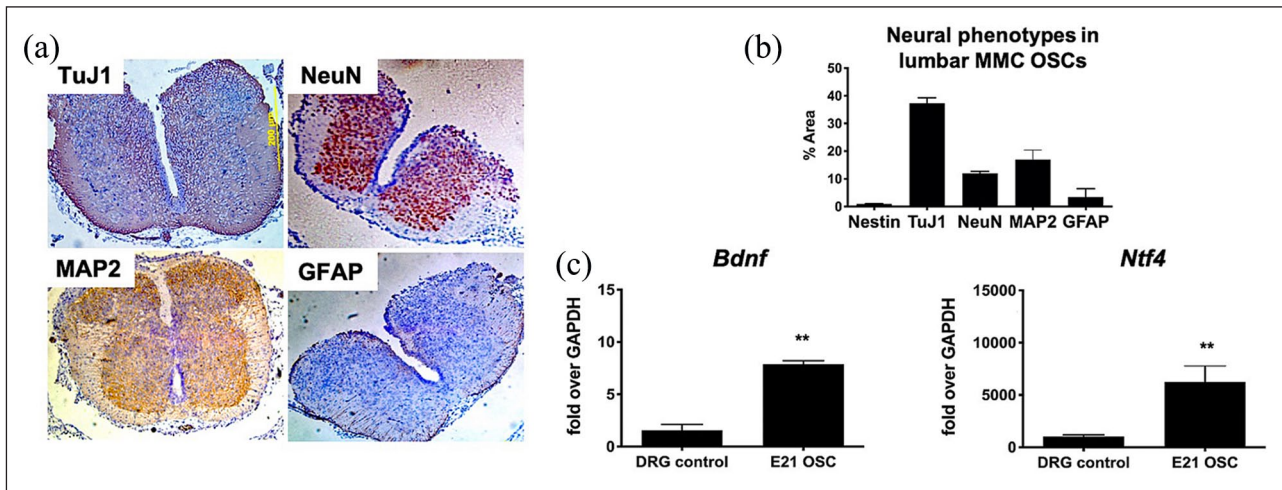 (a)
TuJ1
NeuN
200 µm
MAP2
GFAP
(b)
Neural phenotypes in
lumbar MMC OSCs
% Area
50
40
30
20
10
0
Nestin TuJ1 NeuN MAP2 GFAP
(c)
Bdnf
fold over GAPDH
15
10
5
0
DRG control E21 OSC
**
Ntf4
fold over GAPDH
15000
10000
5000
0
DRG control E21 OSC
**